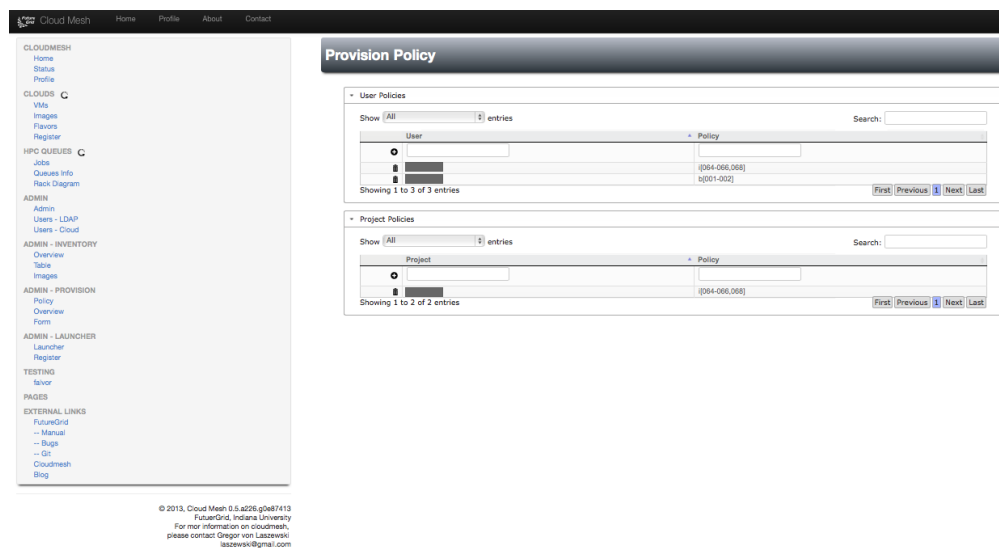 Future Grid Cloud Mesh Home Profile About Contact
CLOUDMESH
Home
Status
Profile
CLOUDS
VMs
Images
Flavors
Register
HPC QUEUES
Jobs
Queues Info
Rack Diagram
ADMIN
Admin
Users - LDAP
Users - Cloud
ADMIN - INVENTORY
Overview
Table
Images
ADMIN - PROVISION
Policy
Overview
Form
ADMIN - LAUNCHER
Launcher
Register
TESTING
faivor
PAGES
EXTERNAL LINKS
FutureGrid
-- Manual
-- Bugs
-- Git
Cloudmesh
Blog
© 2013, Cloud Mesh 0.5.a226.g0e87413
FutuerGrid, Indiana University
For mor information on cloudmesh,
please contact Gregor von Laszewski
laszewski@gmail.com
Provision Policy
User Policies
Show All entries Search:
User Policy
i[064-066,068]
b[001-002]
Showing 1 to 3 of 3 entries First Previous 1 Next Last
Project Policies
Show All entries Search:
Project Policy
i[064-066,068]
Showing 1 to 2 of 2 entries First Previous 1 Next Last